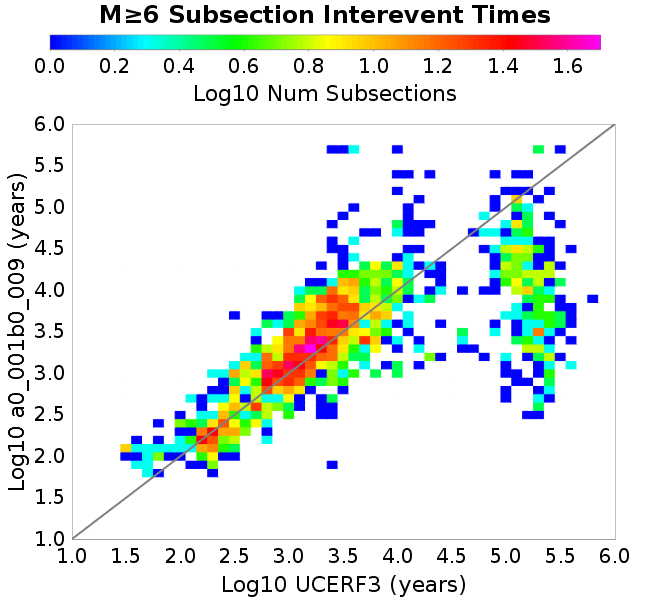 M≥6 Subsection Interevent Times
0.0 0.2 0.4 0.6 0.8 1.0 1.2 1.4 1.6
Log10 Num Subsections
6.0
5.5
5.0
4.5
4.0
3.5
3.0
2.5
2.0
1.5
1.0
Log10 a0_001b0_009 (years)
1.0 1.5 2.0 2.5 3.0 3.5 4.0 4.5 5.0 5.5 6.0
Log10 UCERF3 (years)